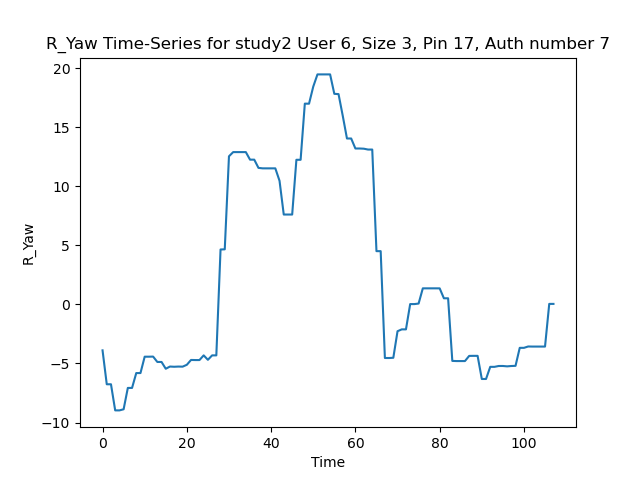 R_Yaw Time-Series for study2 User 6, Size 3, Pin 17, Auth number 7
20
15
10
5
0
−5
−10
R_Yaw
0 20 40 60 80 100
Time